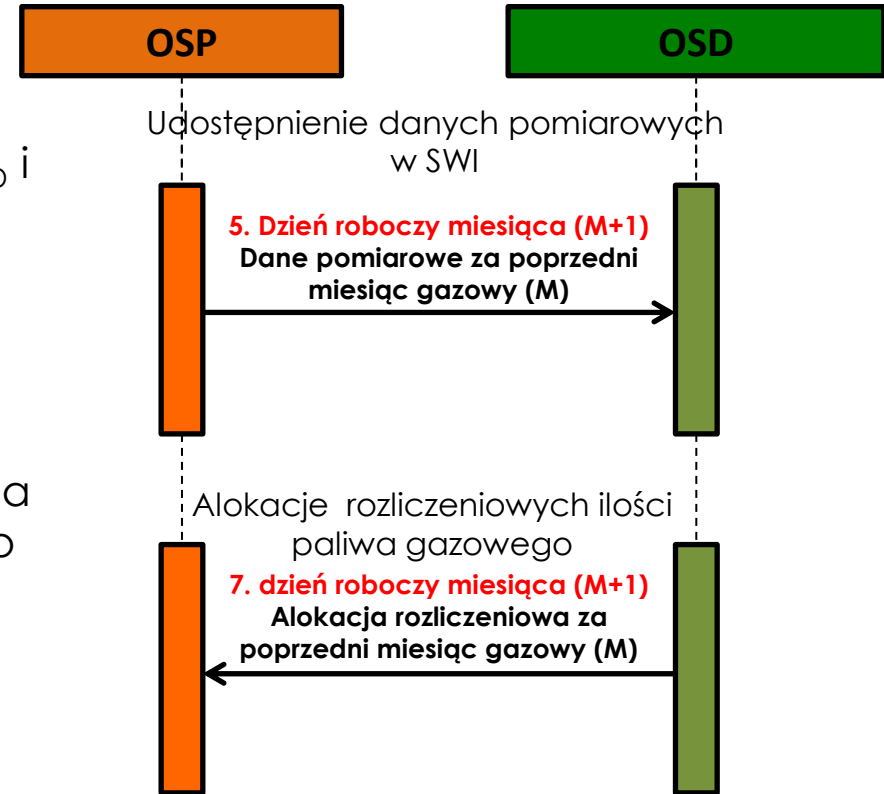 OSP
OSD
Udostępnienie danych pomiarowych
w SWI
i
5. Dzień roboczy miesiąca (M+1)
Dane pomiarowe za poprzedni
miesiąc gazowy (M)
a
Alokacje rozliczeniowych ilości
paliwa gazowego
7. dzień roboczy miesiąca (M+1)
Alokacja rozliczeniowa za
poprzedni miesiąc gazowy (M)